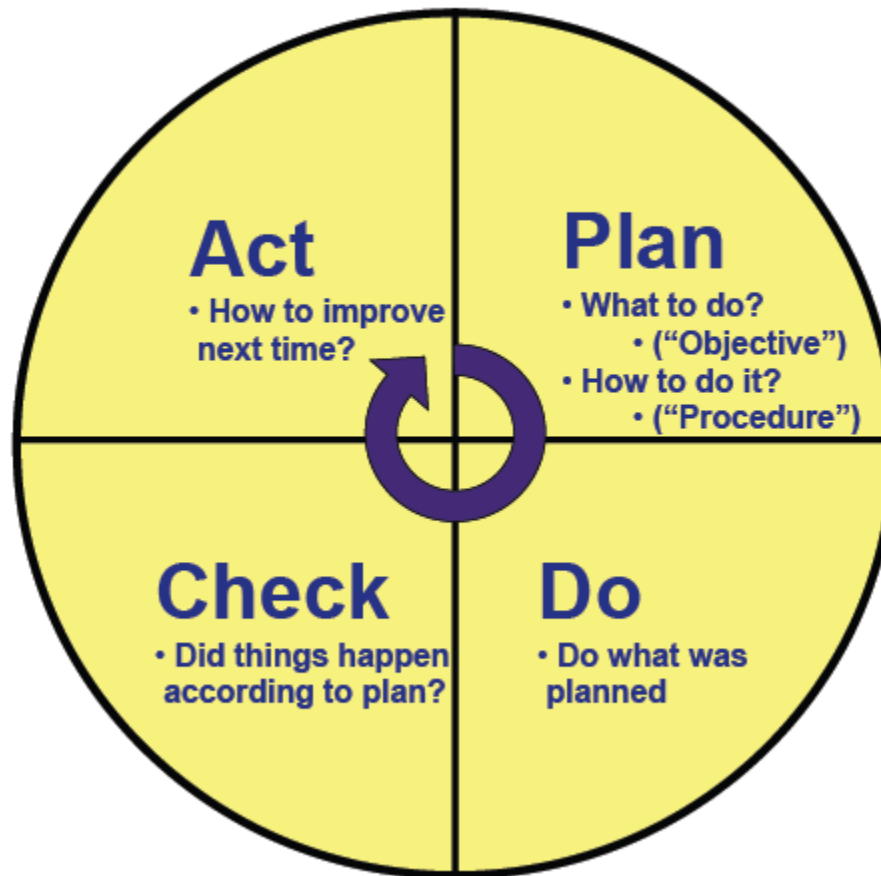 Act
• How to improve
next time?
Plan
• What to do?
• (“Objective”)
• How to do it?
• (“Procedure”)
Check
• Did things happen
according to plan?
Do
• Do what was
planned